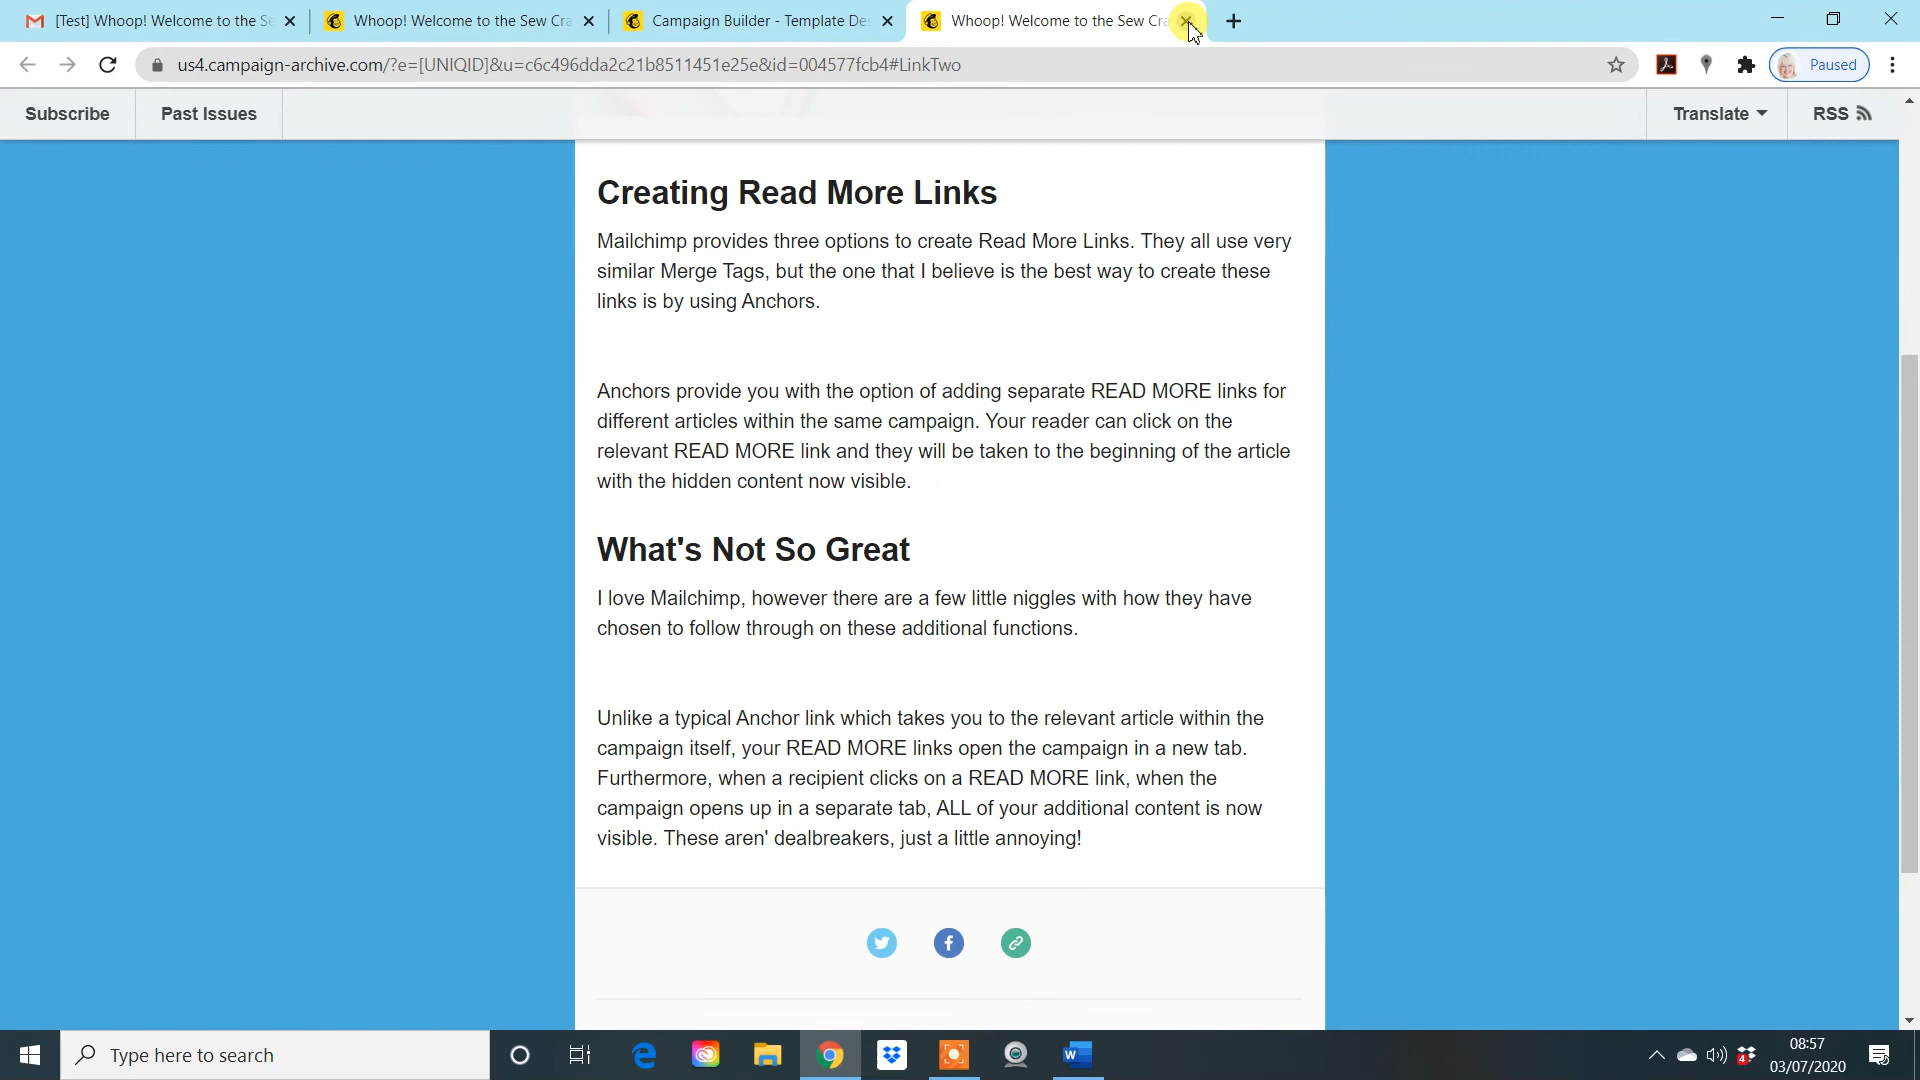 [Test] Whoop! Welcome to the Se
Whoop! Welcome to the Sew Cra
Campaign Builder - Template Des
Whoop! Welcome to the Sew Cra
us4.campaign-archive.com/?e=[UNIQID]&u=c6c496dda2c21b8511451e25e&id=004577fcb4#LinkTwo
Paused
Subscribe
Past Issues
Translate
RSS
Creating Read More Links
Mailchimp provides three options to create Read More Links. They all use very
similar Merge Tags, but the one that I believe is the best way to create these
links is by using Anchors.
Anchors provide you with the option of adding separate READ MORE links for
different articles within the same campaign. Your reader can click on the
relevant READ MORE link and they will be taken to the beginning of the article
with the hidden content now visible.
What's Not So Great
I love Mailchimp, however there are a few little niggles with how they have
chosen to follow through on these additional functions.
Unlike a typical Anchor link which takes you to the relevant article within the
campaign itself, your READ MORE links open the campaign in a new tab.
Furthermore, when a recipient clicks on a READ MORE link, when the
campaign opens up in a separate tab, ALL of your additional content is now
visible. These aren' dealbreakers, just a little annoying!
Type here to search
4
08:57
03/07/2020